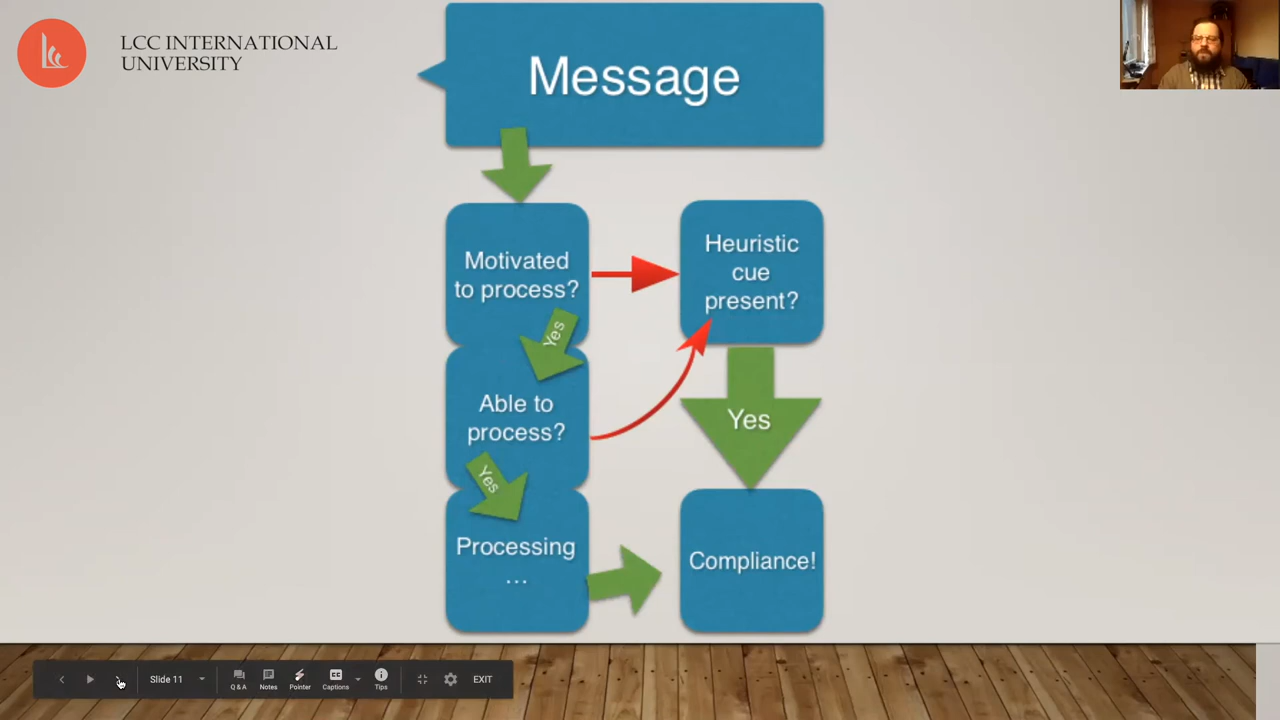 LCC INTERNATIONAL
UNIVERSITY
Message
Motivated
to process?
Heuristic
cue
present?
Yes
Able to
process?
Yes
Yes
Processing
...
Compliance!
Slide 11
Q & A
Notes
Pointer
Captions
Tips
EXIT